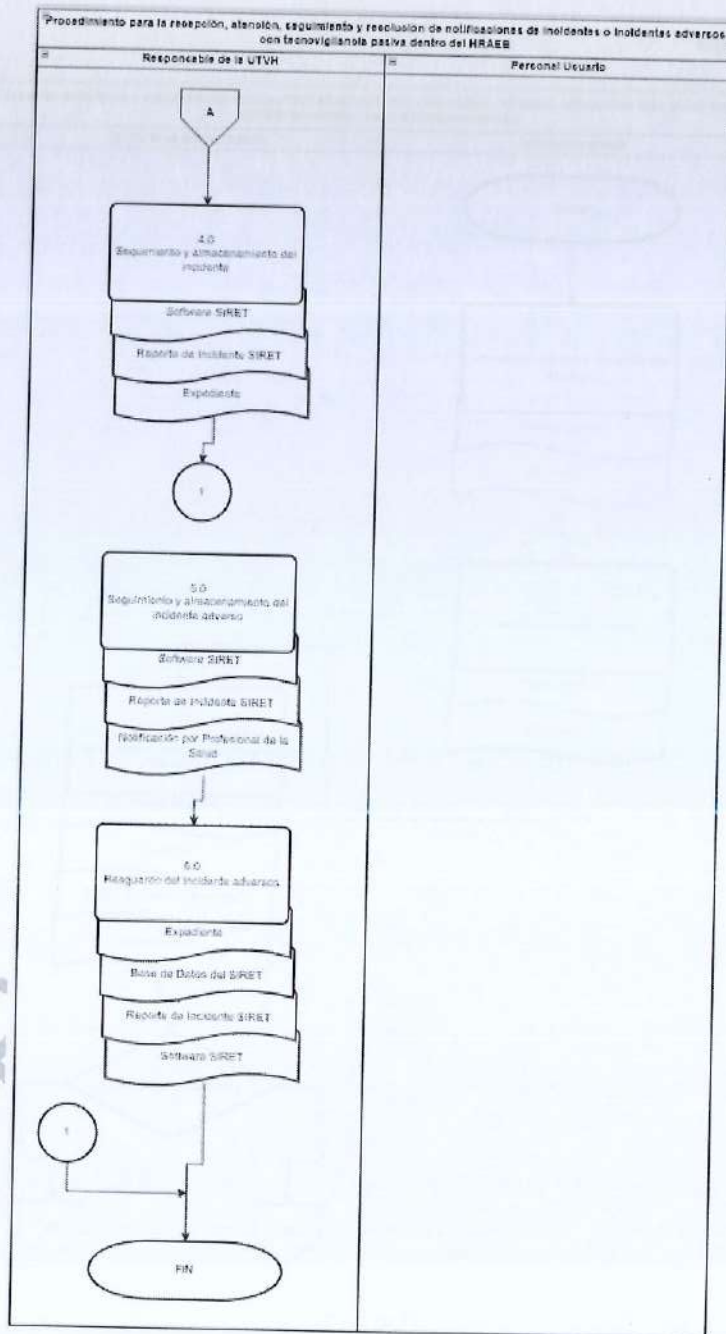 Procedimiento para la recepción, atención, seguimiento y resolución de notificaciones de incidentes o incidentes adversos
con tecnovigilancia pasiva dentro del HRAEB
Responsable de la UTVH
Personal Usuario
A
4.0
Seguimiento y almacenamiento del
incidente
Software SIRET
Reporte de Incidente SIRET
Expediente
1
5.0
Seguimiento y almacenamiento del
incidente adverso
Software SIRET
Reporte de Incidente SIRET
Notificación por Profesional de la
Salud
6.0
Resguardo del incidente adversos
Expediente
Base de Datos del SIRET
Reporte de Incidente SIRET
Software SIRET
1
FIN